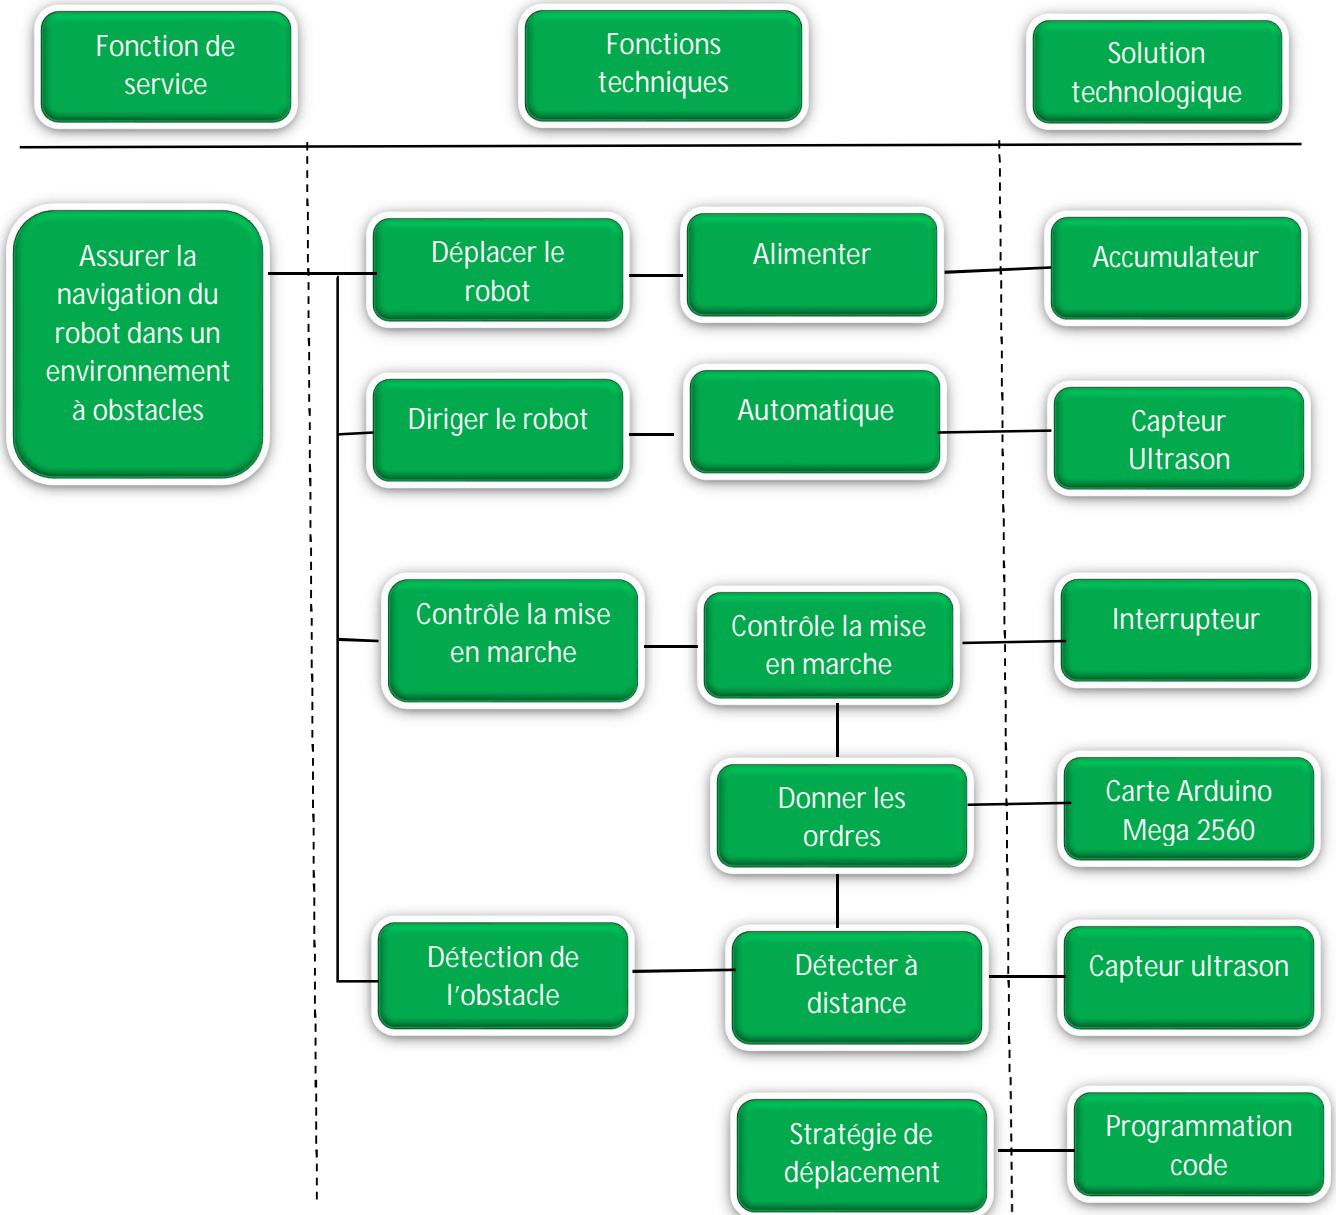 Fonction de
service
Fonctions
techniques
Solution
technologique
Assurer la
navigation du
robot dans un
environnement
à obstacles
Déplacer le
robot
Alimenter
Accumulateur
Diriger le robot
Automatique
Capteur
Ultrason
Contrôle la mise
en marche
Contrôle la mise
en marche
Interrupteur
Donner les
ordres
Carte Arduino
Mega 2560
Détection de
l'obstacle
Détecter à
distance
Capteur ultrason
Stratégie de
déplacement
Programmation
code